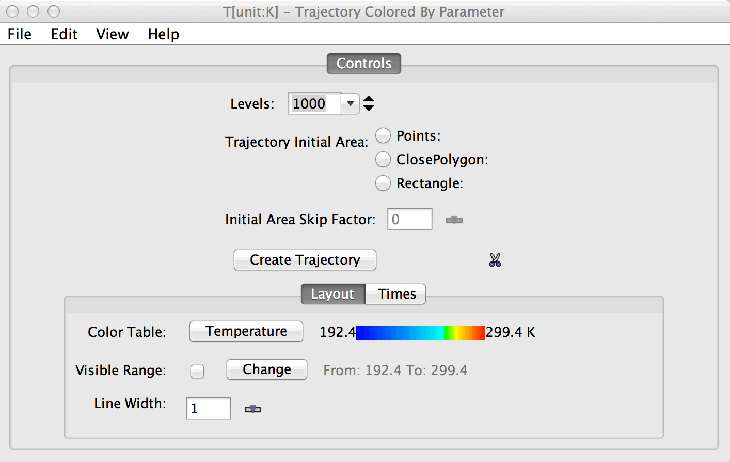 T[unit:K] - Trajectory Colored By Parameter
File Edit View Help
Controls
Levels: 1000
Trajectory Initial Area: Points:
ClosePolygon:
Rectangle:
Initial Area Skip Factor: 0
Create Trajectory
Layout Times
Color Table: Temperature 192.4 299.4 K
Visible Range: Change From: 192.4 To: 299.4
Line Width: 1